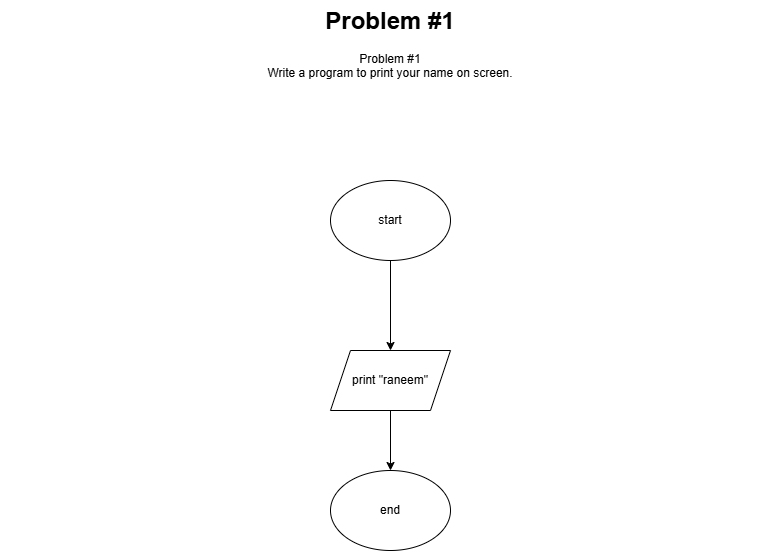 Problem #1
Problem #1
Write a program to print your name on screen.
start
print "raneem"
end